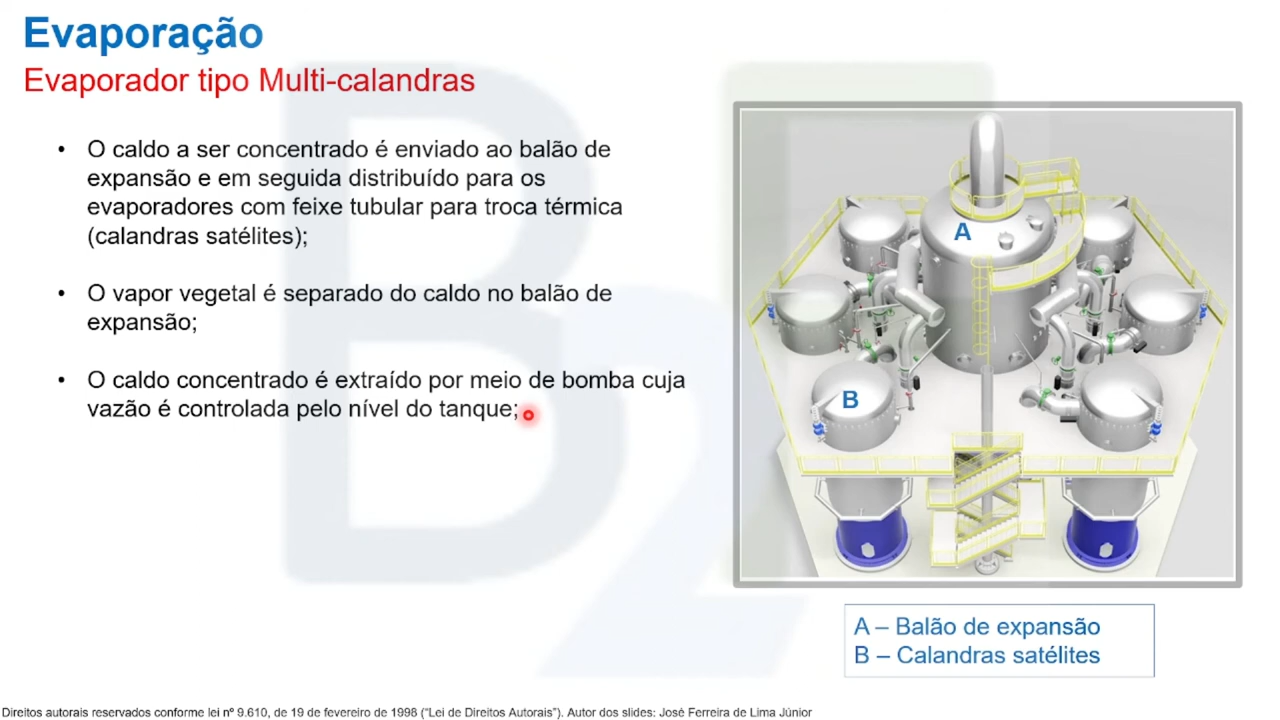 Evaporação
Evaporador tipo Multi-calandras
• O caldo a ser concentrado é enviado ao balão de
expansão e em seguida distribuído para os
evaporadores com feixe tubular para troca térmica
(calandras satélites);
• O vapor vegetal é separado do caldo no balão de
expansão;
• O caldo concentrado é extraído por meio de bomba cuja
vazão é controlada pelo nível do tanque;
A
B
A – Balão de expansão
B – Calandras satélites
B2
Direitos autorais reservados conforme lei nº 9.610, de 19 de fevereiro de 1998 (“Lei de Direitos Autorais”). Autor dos slides: José Ferreira de Lima Júnior